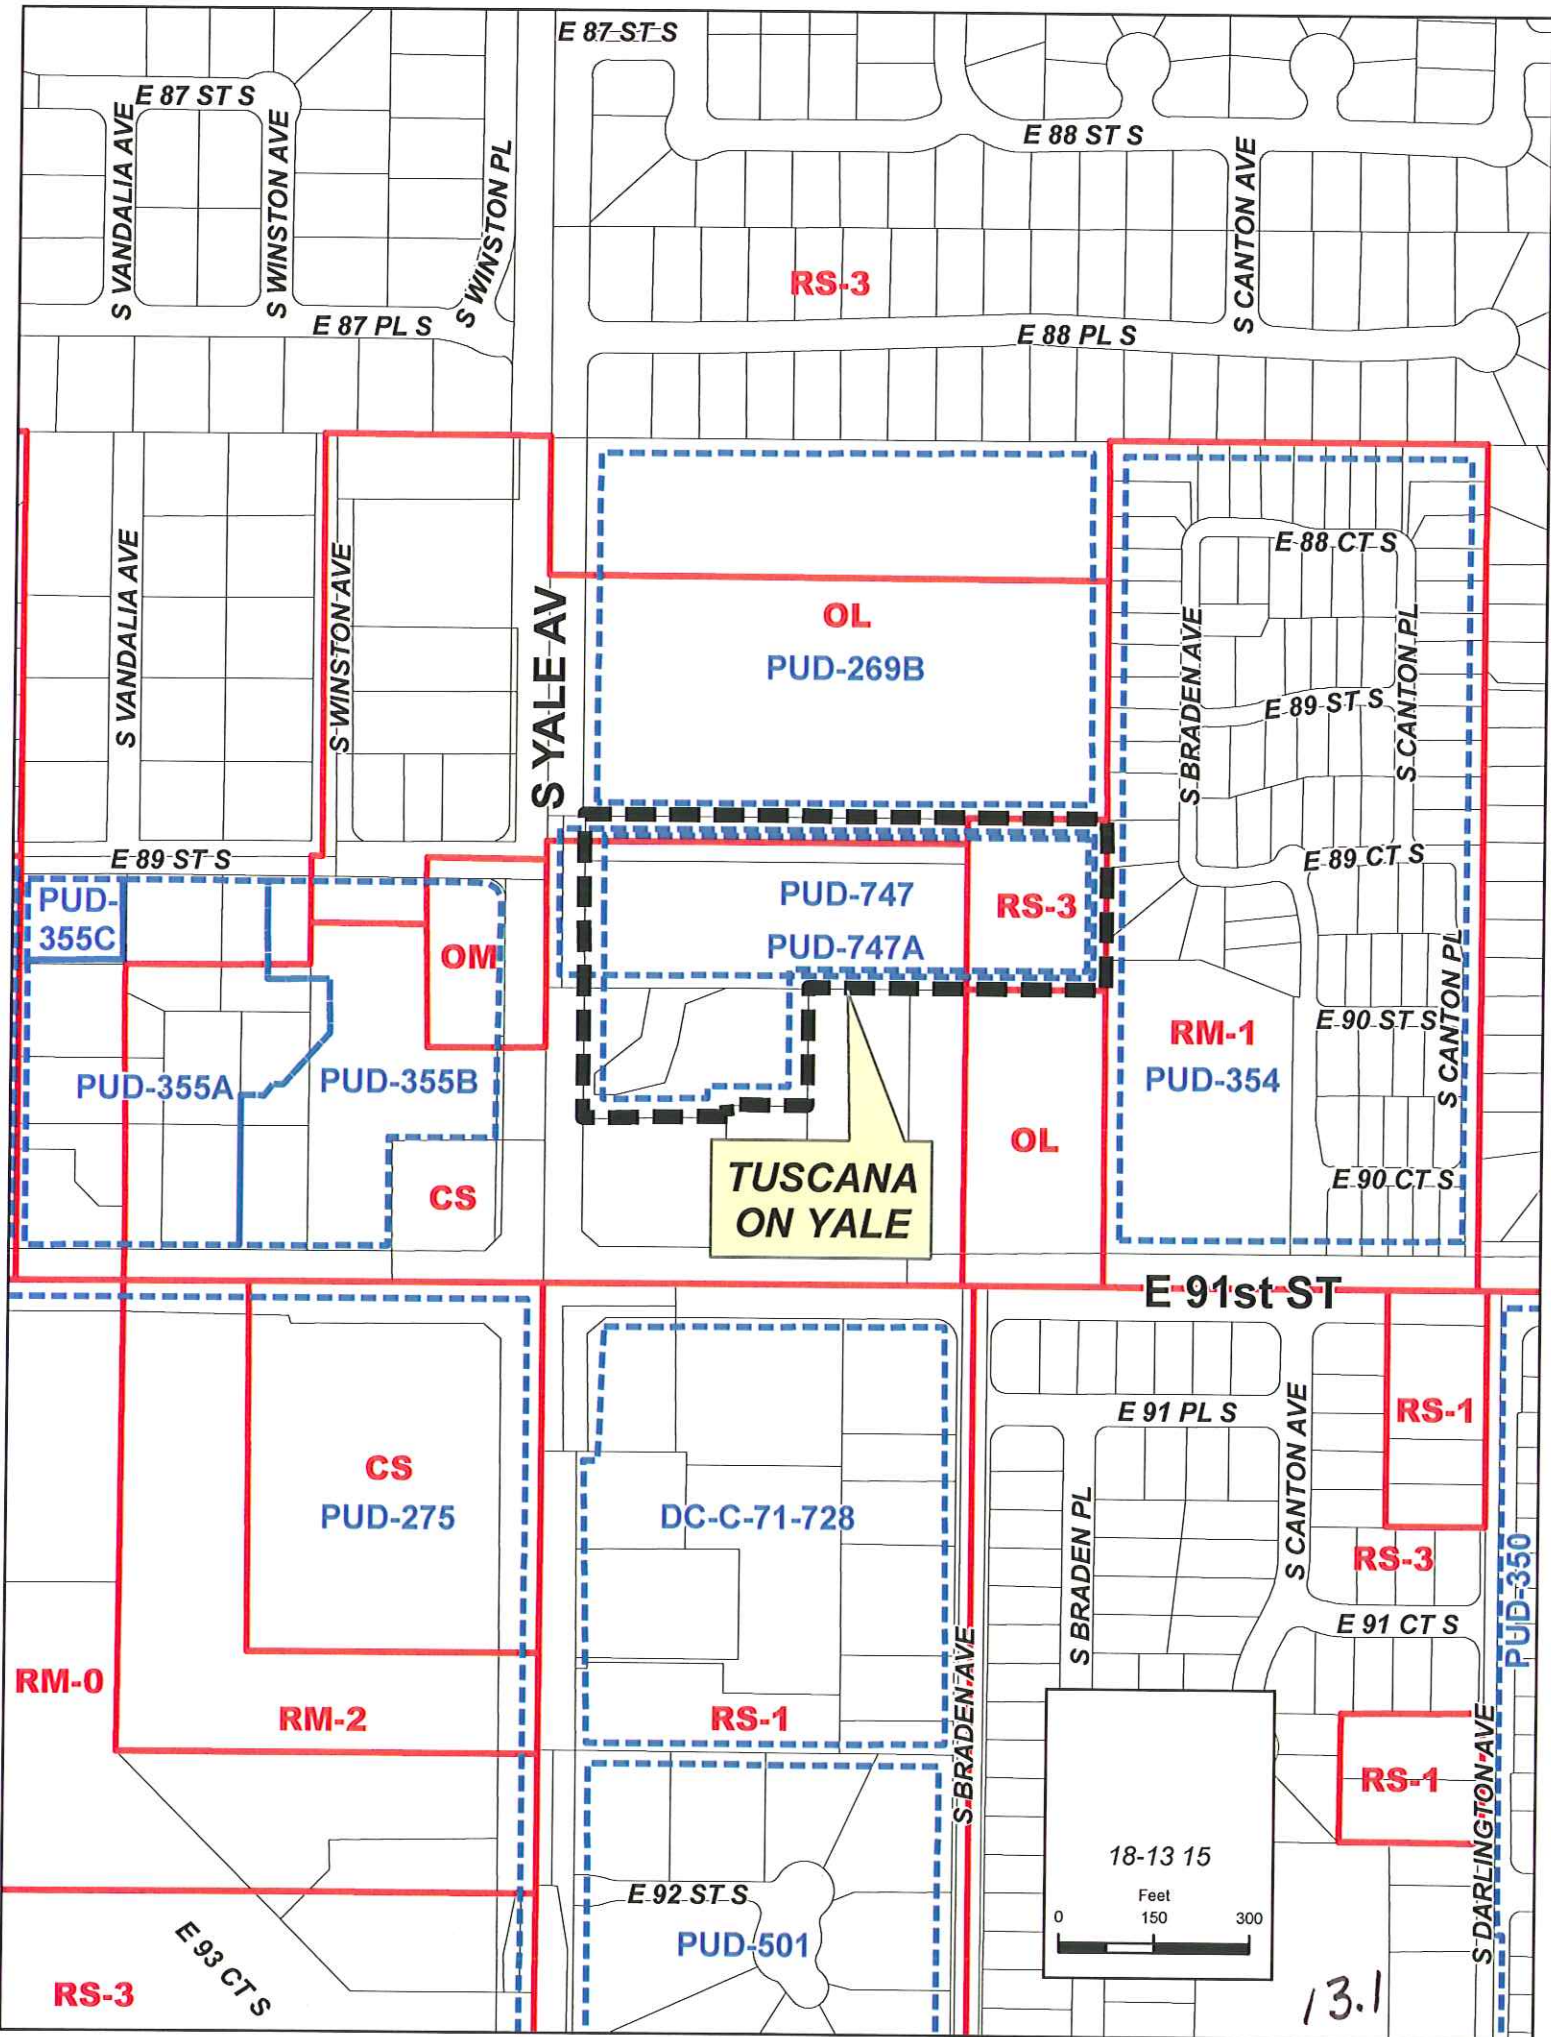 E 87 ST S
E 87 ST S
S VANDALIA AVE
S WINSTON AVE
S WINSTON PL
E 88 ST S
S CANTON AVE
RS-3
E 87 PL S
E 88 PL S
S VANDALIA AVE
S WINSTON AVE
S YALE AV
OL
PUD-269B
E 88 CT S
S BRADEN AVE
S CANTON PL
E 89 ST S
E 89 ST S
E 89 CT S
PUD-
355C
OM
PUD-747
PUD-747A
RS-3
S CANTON PL
E 90 ST S
RM-1
PUD-354
PUD-355A
PUD-355B
OL
TUSCANA
ON YALE
CS
E 90 CT S
E 91st ST
RS-1
E 91 PL S
S CANTON AVE
CS
PUD-275
DC-C-71-728
S BRADEN PL
RS-3
PUD-350
E 91 CT S
RM-0
RM-2
RS-1
S BRADEN AVE
RS-1
S DARLINGTON AVE
18-13 15
Feet
0 150 300
E 92 ST S
PUD-501
E 93 CT S
RS-3
13.1